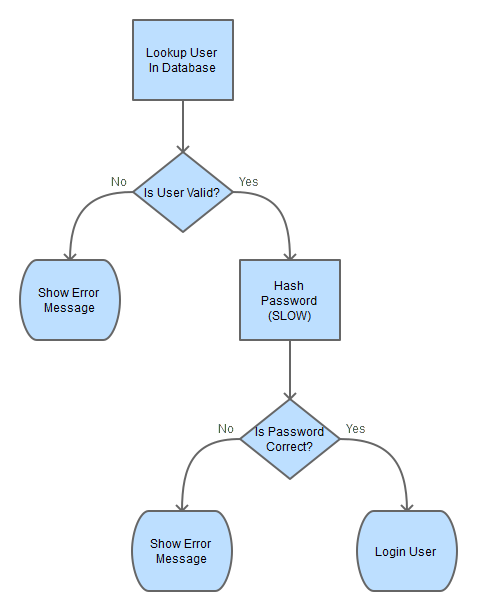 Lookup User
In Database
No
Yes
Is User Valid?
Show Error
Message
Hash
Password
(SLOW)
No
Yes
Is Password
Correct?
Show Error
Message
Login User